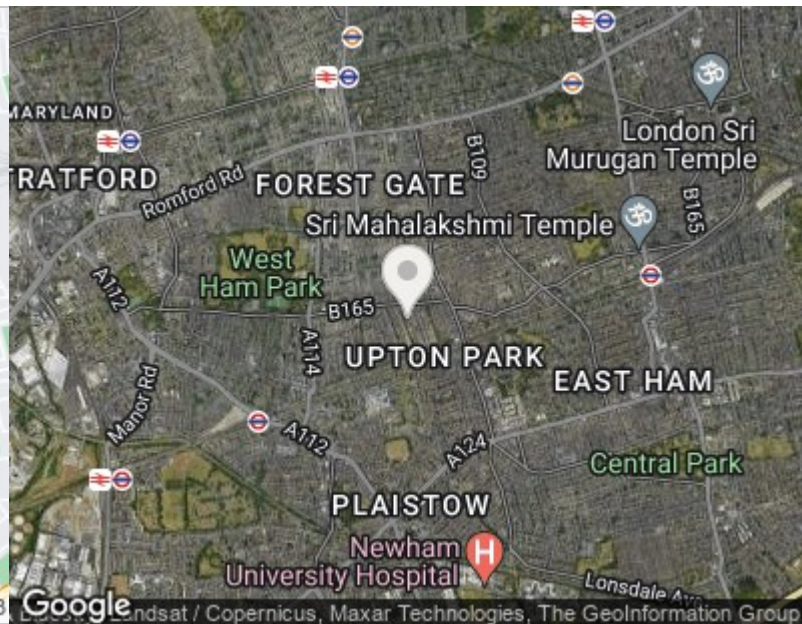 MARYLAND
TRATFORD
Romford Rd
FOREST GATE
B109
London Sri
Murugan Temple
B165
Sri Mahalakshmi Temple
West
Ham Park
A112
B165
A114
UPTON PARK
EAST HAM
Manor Rd
A112
A124
Central Park
PLAISTOW
Newham
University Hospital
H
Lonsdale Ave
Google
Landsat / Copernicus, Maxar Technologies, The GeoInformation Group